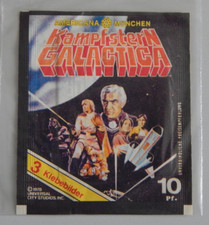 AMERICANA MÜNCHEN
Kampfstern
GALACTICA
3 Klebebilder
10
Pf.
© 1978
UNIVERSAL
CITY STUDIOS, INC.